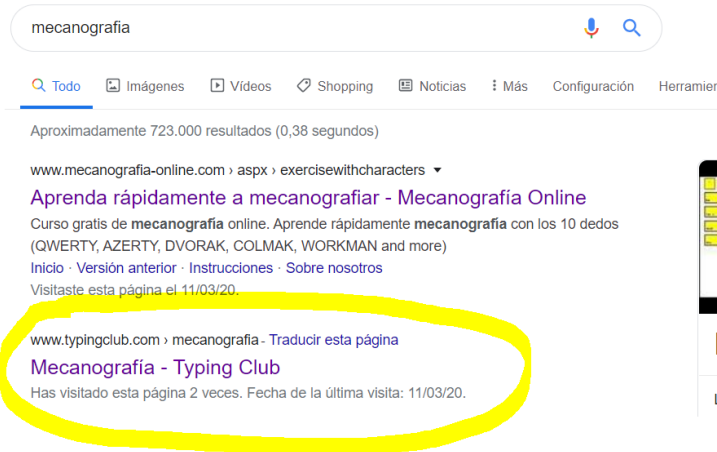 mecanografia
Todo Imágenes Vídeos Shopping Noticias Más Configuración
Aproximadamente 723.000 resultados (0,38 segundos)
www.mecanografia-online.com › aspx › exercisewithcharacters
Aprenda rápidamente a mecanografiar - Mecanografía Online
Curso gratis de mecanografía online. Aprende rápidamente mecanografía con los 10 dedos
(QWERTY, AZERTY, DVORAK, COLMAK, WORKMAN and more)
Inicio · Versión anterior · Instrucciones · Sobre nosotros
Visitaste esta página el 11/03/20.
www.typingclub.com › mecanografia - Traducir esta página
Mecanografía - Typing Club
Has visitado esta página 2 veces. Fecha de la última visita: 11/03/20.